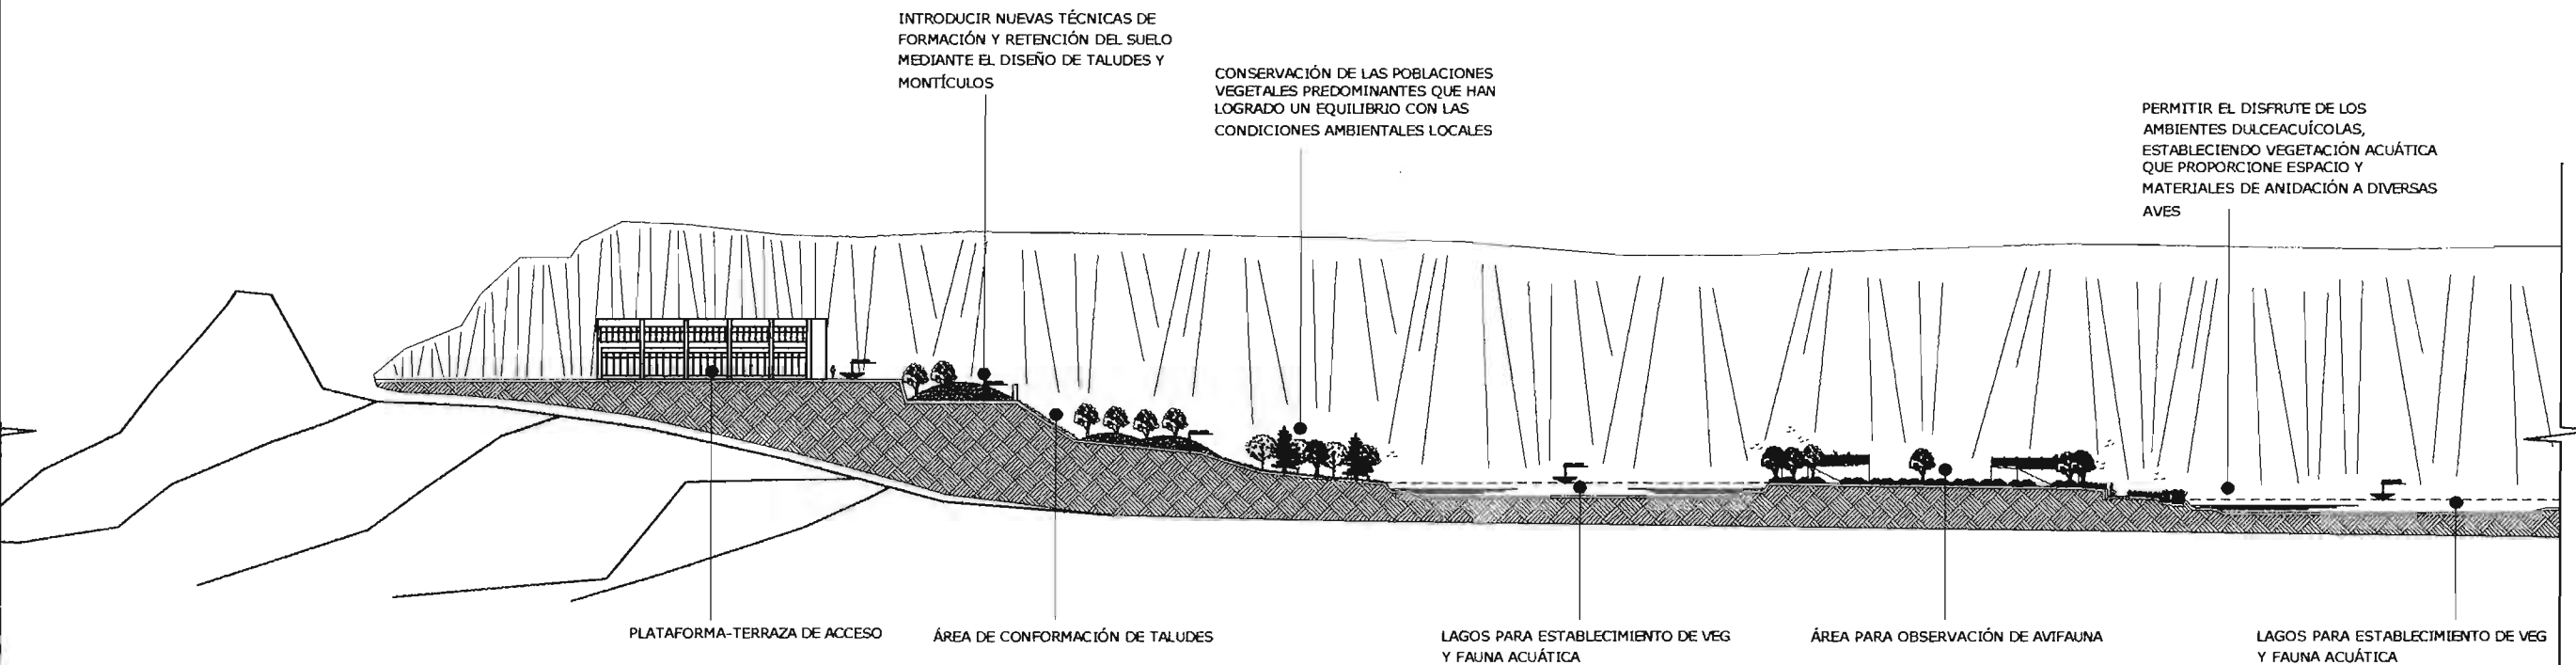 INTRODUCIR NUEVAS TÉCNICAS DE
FORMACIÓN Y RETENCIÓN DEL SUELO
MEDIANTE EL DISEÑO DE TALUDES Y
MONTÍCULOS
CONSERVACIÓN DE LAS POBLACIONES
VEGETALES PREDOMINANTES QUE HAN
LOGRADO UN EQUILIBRIO CON LAS
CONDICIONES AMBIENTALES LOCALES
PERMITIR EL DISFRUTE DE LOS
AMBIENTES DULCEACUÍCOLAS,
ESTABLECIENDO VEGETACIÓN ACUÁTICA
QUE PROPORCIONE ESPACIO Y
MATERIALES DE ANIDACIÓN A DIVERSAS
AVES
PLATAFORMA-TERRAZA DE ACCESO
ÁREA DE CONFORMACIÓN DE TALUDES
LAGOS PARA ESTABLECIMIENTO DE VEG
Y FAUNA ACUÁTICA
ÁREA PARA OBSERVACIÓN DE AVIFAUNA
LAGOS PARA ESTABLECIMIENTO DE VEG
Y FAUNA ACUÁTICA